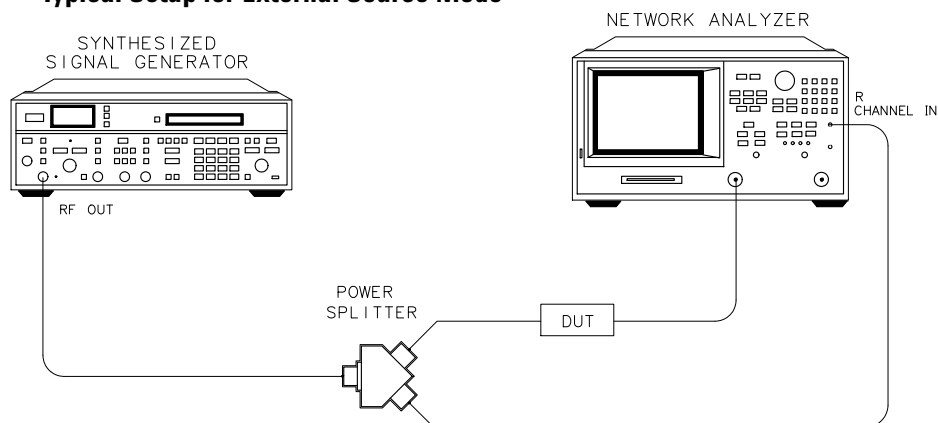 Typical Setup for External Source Mode
NETWORK ANALYZER
SYNTHESIZED
SIGNAL GENERATOR
R
CHANNEL IN
RF OUT
POWER
SPLITTER
DUT